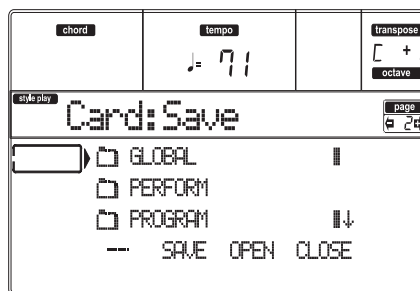 chord tempo transpose
♩= 71 C +
octave
style play page
Card:Save 2
GLOBAL
PERFORM
PROGRAM
SAVE OPEN CLOSE